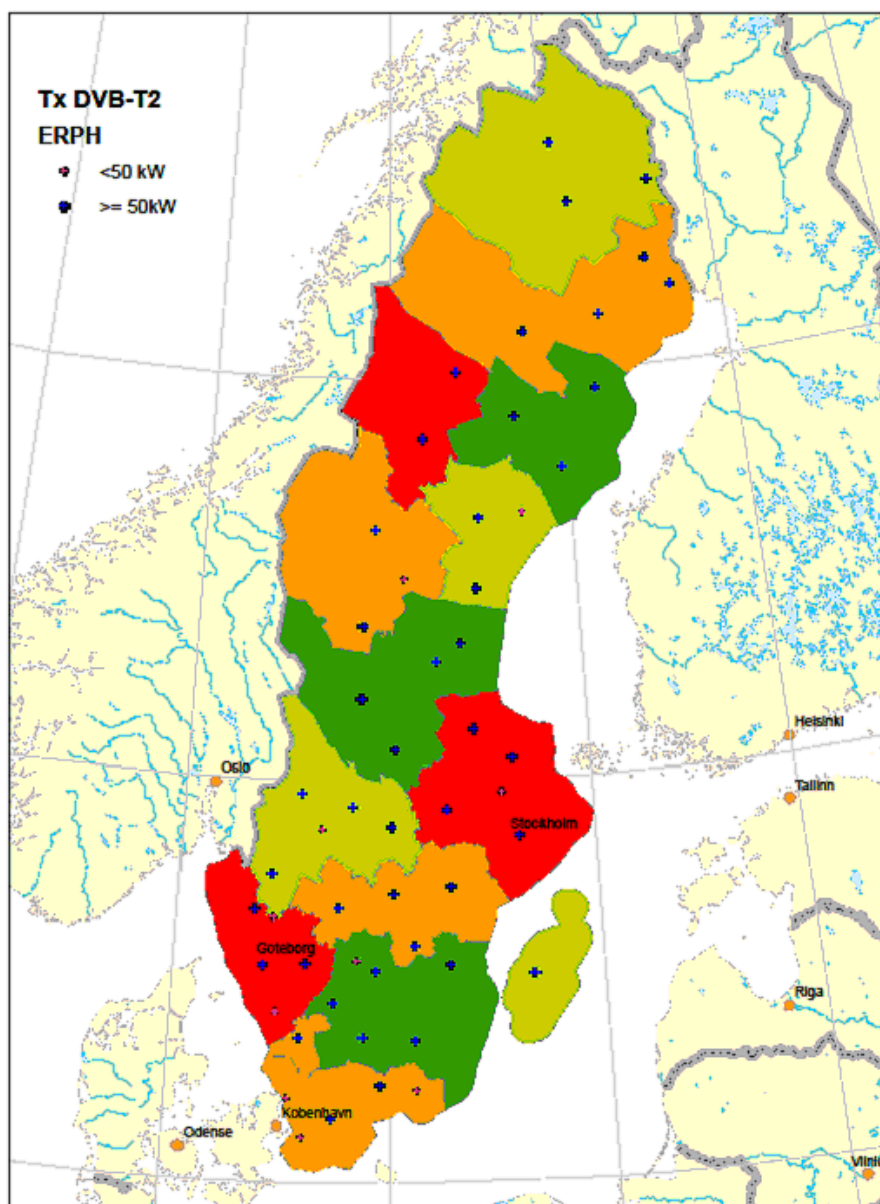 Tx DVB-T2
ERPH
<50 kW
>= 50kW
Helsinki
Oslo
Tallinn
Stockholm
Goteborg
Riga
Kobenhavn
Odense
Vilni